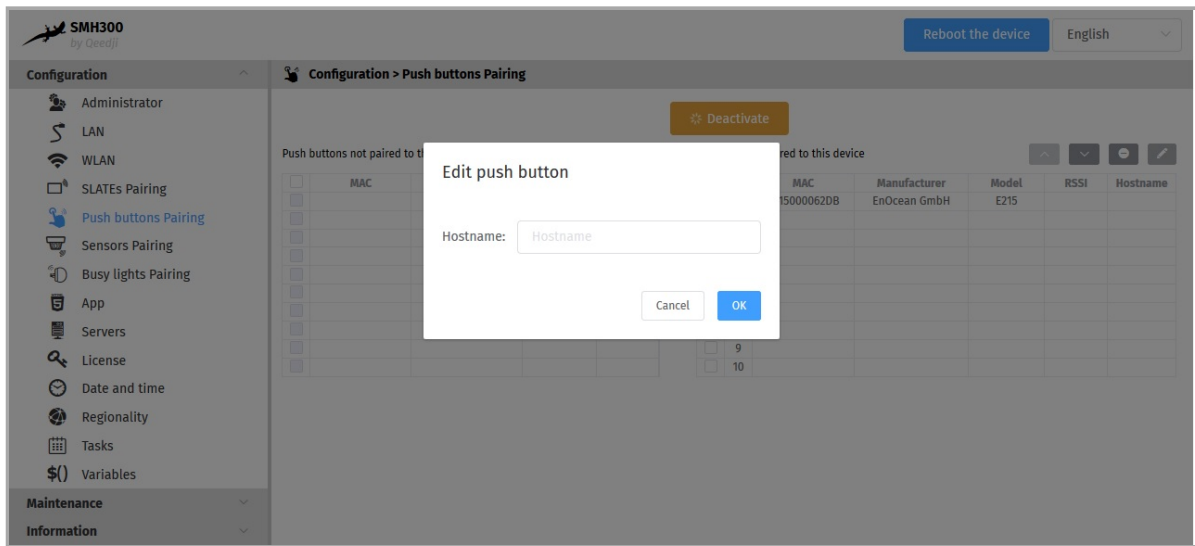 SMH300
by Qeedji
Reboot the device
English
Configuration
Configuration > Push buttons Pairing
Administrator
LAN
WLAN
SLATEs Pairing
Push buttons Pairing
Sensors Pairing
Busy lights Pairing
App
Servers
License
Date and time
Regionality
Tasks
$() Variables
Maintenance
Information
Deactivate
Push buttons not paired to
red to this device
MAC
MAC Manufacturer Model RSSI Hostname
15000062DB EnOcean GmbH E215
9
10
Edit push button
Hostname: Hostname
Cancel OK